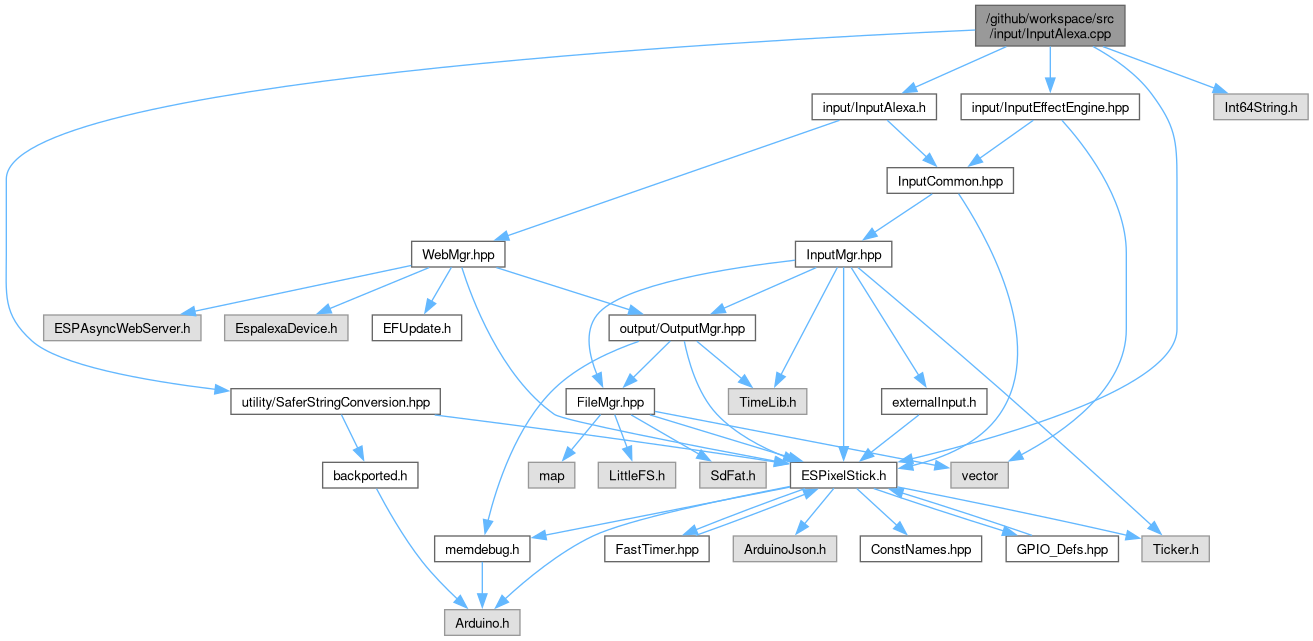 /github/workspace/src
/input/InputAlexa.cpp
input/InputAlexa.h
input/InputEffectEngine.hpp
Int64String.h
InputCommon.hpp
WebMgr.hpp
InputMgr.hpp
ESPAsyncWebServer.h
EspalexaDevice.h
EFUpdate.h
output/OutputMgr.hpp
utility/SaferStringConversion.hpp
FileMgr.hpp
TimeLib.h
externalInput.h
backported.h
map
LittleFS.h
SdFat.h
ESPixelStick.h
vector
memdebug.h
FastTimer.hpp
ArduinoJson.h
ConstNames.hpp
GPIO_Defs.hpp
Ticker.h
Arduino.h